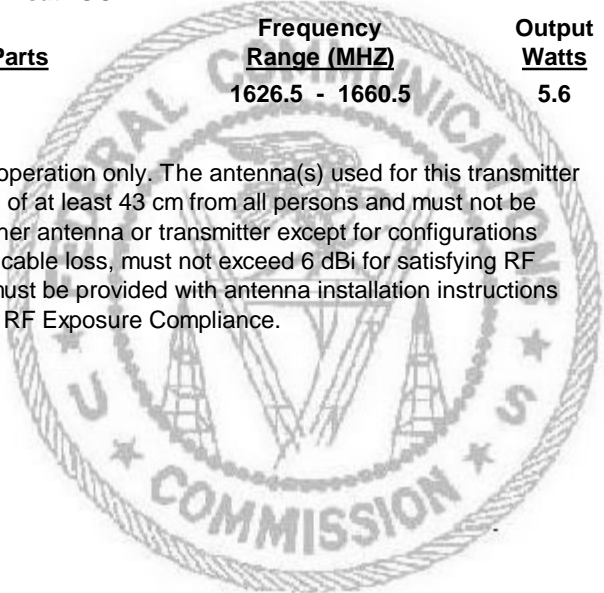 Frequency Output
Parts Range (MHZ) Watts
1626.5 - 1660.5 5.6
operation only. The antenna(s) used for this transmitter
of at least 43 cm from all persons and must not be
antenna or transmitter except for configurations
cable loss, must not exceed 6 dBi for satisfying RF
must be provided with antenna installation instructions
RF Exposure Compliance.
FEDERAL COMMUNICATIONS
U S
COMMISSION